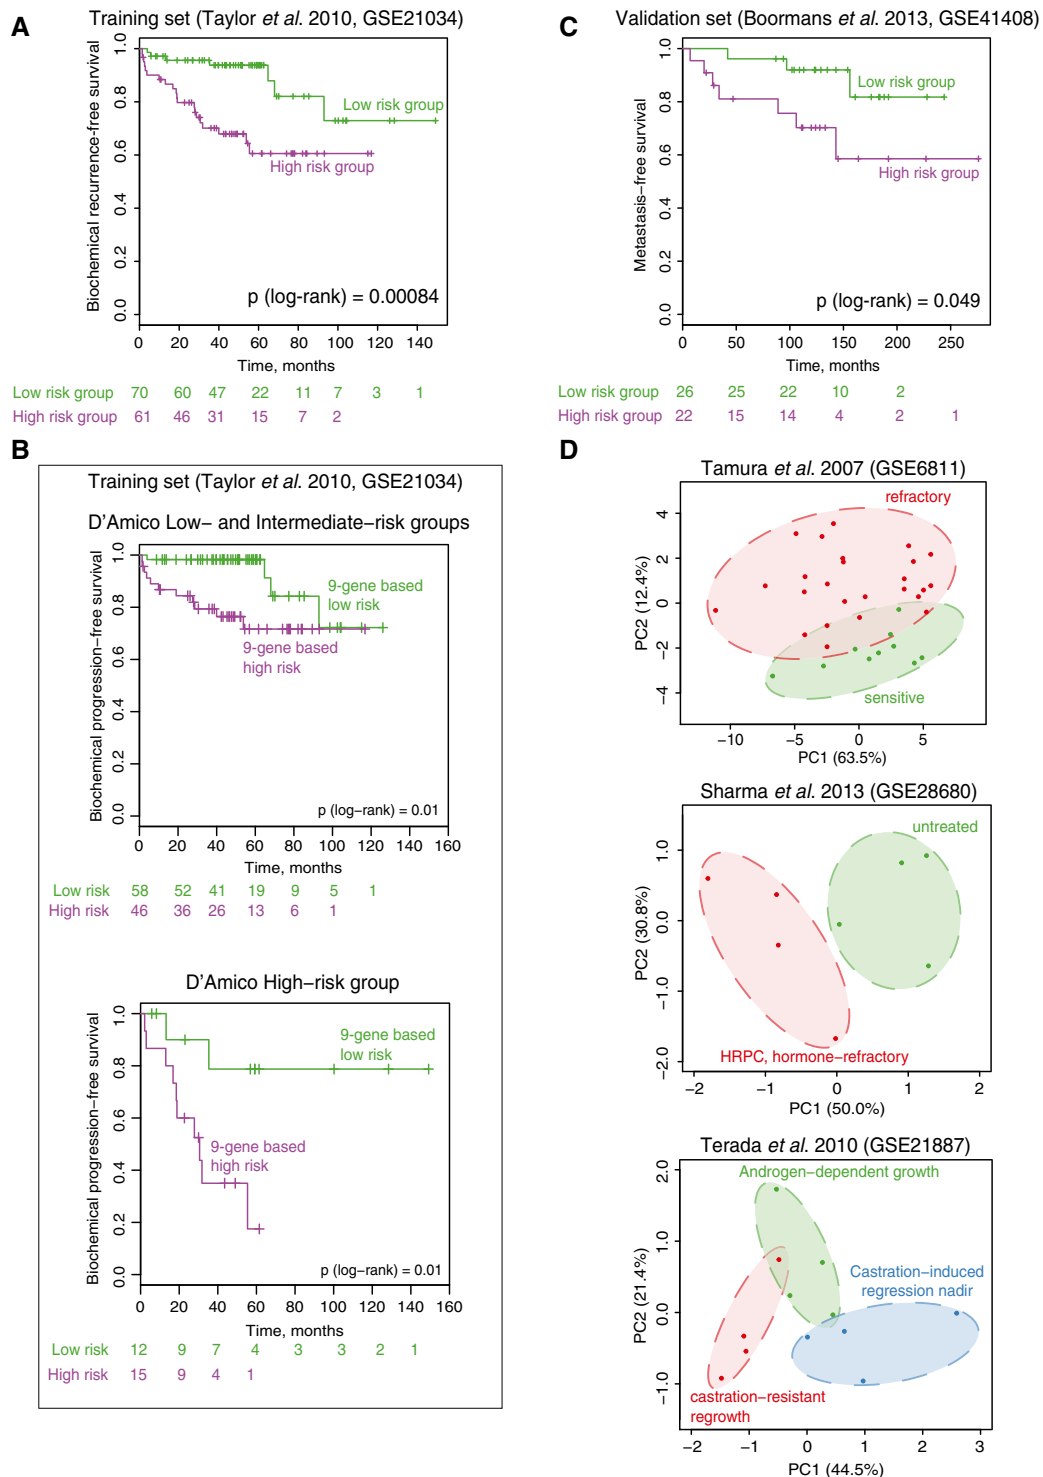 A
Training set (Taylor et al. 2010, GSE21034)
Biochemical recurrence-free survival
1.0
0.8
0.6
0.4
0.2
0.0
Low risk group
High risk group
p (log-rank) = 0.00084
0 20 40 60 80 100 120 140
Time, months
Low risk group 70 60 47 22 11 7 3 1
High risk group 61 46 31 15 7 2
B
Training set (Taylor et al. 2010, GSE21034)
D'Amico Low− and Intermediate−risk groups
Biochemical progression−free survival
1.0
0.8
0.6
0.4
0.2
0.0
9-gene based
low risk
9-gene based
high risk
p (log−rank) = 0.01
0 20 40 60 80 100 120 140 160
Time, months
Low risk 58 52 41 19 9 5 1
High risk 46 36 26 13 6 1
D'Amico High−risk group
Biochemical progression−free survival
1.0
0.8
0.6
0.4
0.2
0.0
9-gene based
low risk
9-gene based
high risk
p (log−rank) = 0.01
0 20 40 60 80 100 120 140 160
Time, months
Low risk 12 9 7 4 3 3 2 1
High risk 15 9 4 1
C
Validation set (Boormans et al. 2013, GSE41408)
Metastasis−free survival
1.0
0.8
0.6
0.4
0.2
0.0
Low risk group
High risk group
p (log-rank) = 0.049
0 50 100 150 200 250
Time, months
Low risk group 26 25 22 10 2
High risk group 22 15 14 4 2 1
D
Tamura et al. 2007 (GSE6811)
refractory
PC2 (12.4%)
4
2
0
−2
−4
sensitive
−10 −5 0 5
PC1 (63.5%)
Sharma et al. 2013 (GSE28680)
untreated
PC2 (30.8%)
1.0
0.0
−1.0
−2.0
HRPC, hormone−refractory
−2 −1 0 1 2
PC1 (50.0%)
Terada et al. 2010 (GSE21887)
Androgen−dependent growth
PC2 (21.4%)
2.0
1.0
0.0
−1.0
Castration−induced
regression nadir
castration−resistant
regrowth
−2 −1 0 1 2 3
PC1 (44.5%)